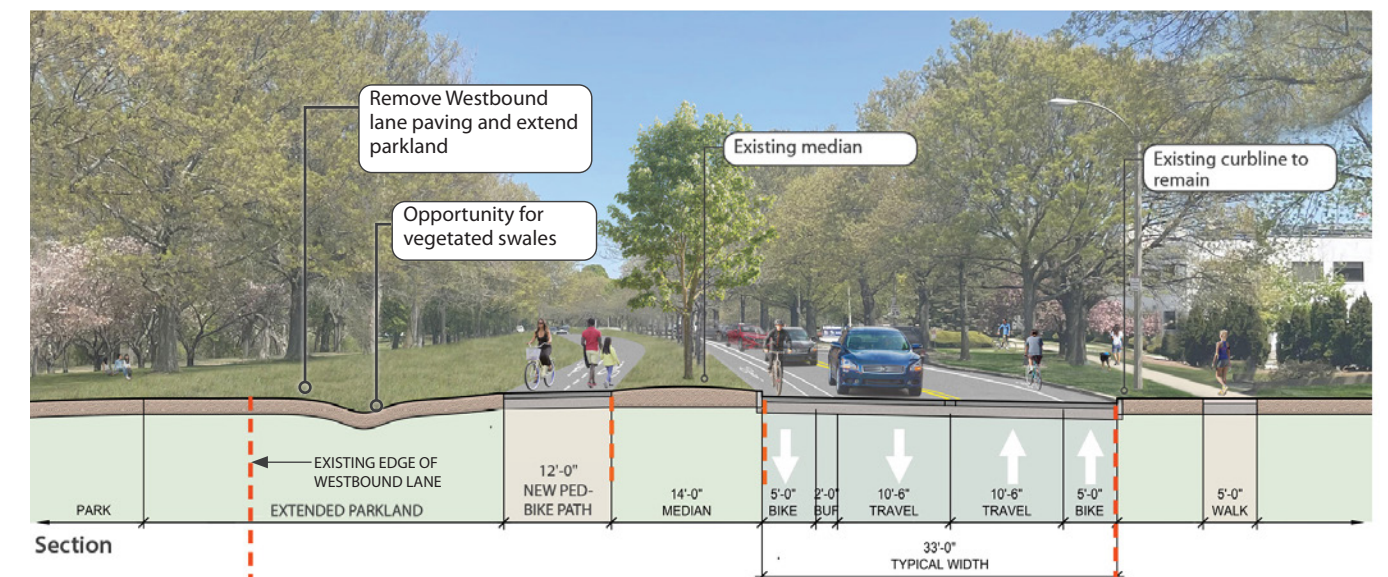 Remove Westbound
lane paving and extend
parkland
Existing median
Existing curbline to
remain
Opportunity for
vegetated swales
EXISTING EDGE OF
WESTBOUND LANE
PARK
EXTENDED PARKLAND
12'-0"
NEW PED-
BIKE PATH
14'-0"
MEDIAN
5'-0"
BIKE
2'-0"
BUF
10'-6"
TRAVEL
10'-6"
TRAVEL
5'-0"
BIKE
5'-0"
WALK
33'-0"
TYPICAL WIDTH
Section